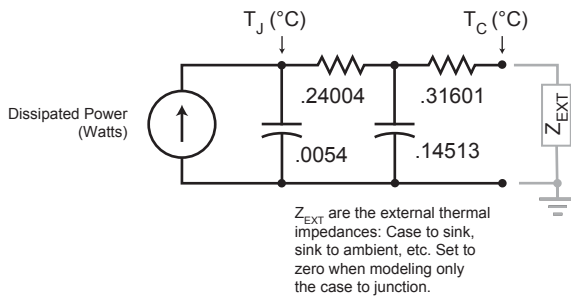 T_J (°C)
T_C (°C)
.24004
.31601
Dissipated Power
(Watts)
.0054
.14513
Z_EXT
Z_EXT are the external thermal
impedances: Case to sink,
sink to ambient, etc. Set to
zero when modeling only
the case to junction.